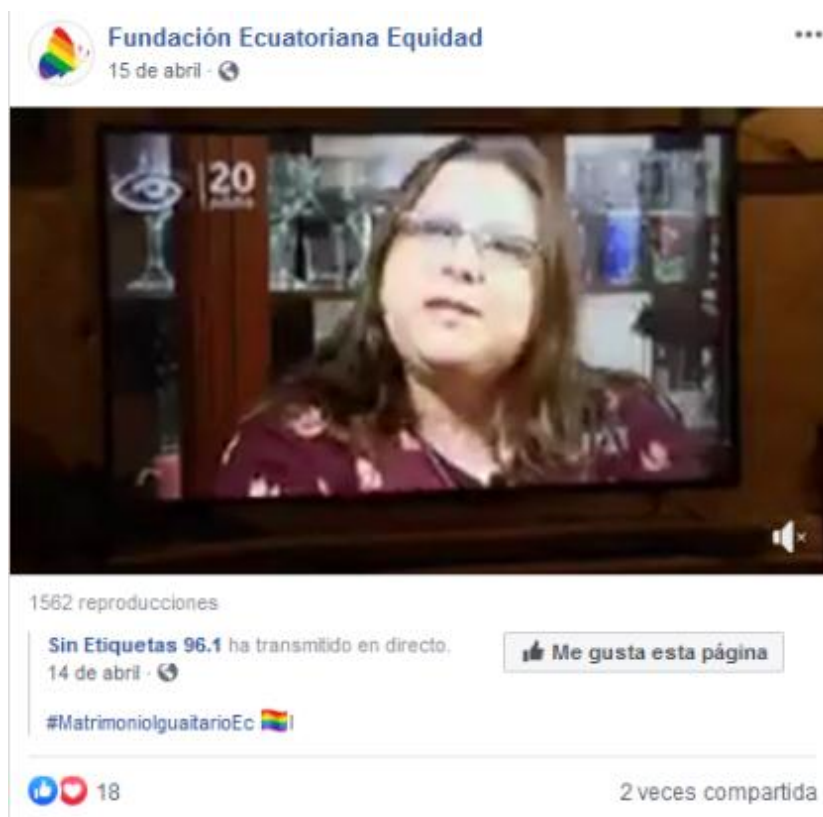 Fundación Ecuatoriana Equidad
15 de abril ·
20
1562 reproducciones
Sin Etiquetas 96.1 ha transmitido en directo.
14 de abril ·
Me gusta esta página
#MatrimonioIguaitarioEc
18
2 veces compartida